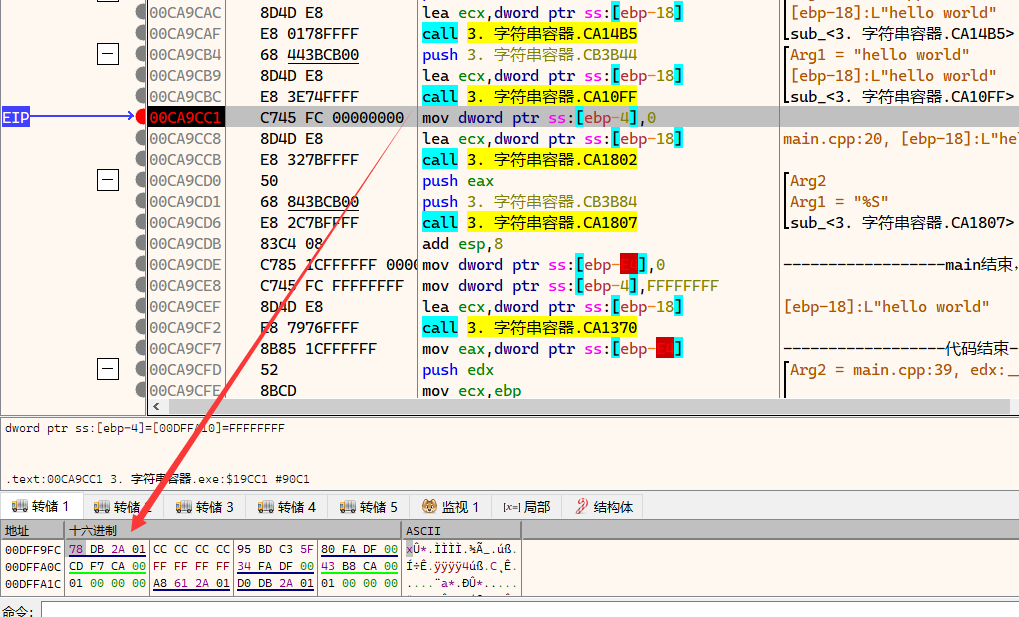 00CA9CAC 8D4D E8 lea ecx,dword ptr ss:[ebp-18] [ebp-18]:L"hello world"
00CA9CAF E8 0178FFFF call 3. 字符串容器.CA14B5 sub_<3. 字符串容器.CA14B5>
00CA9CB4 68 443BCB00 push 3. 字符串容器.CB3B44 Arg1 = "hello world"
00CA9CB9 8D4D E8 lea ecx,dword ptr ss:[ebp-18] [ebp-18]:L"hello world"
00CA9CBC E8 3E74FFFF call 3. 字符串容器.CA10FF sub_<3. 字符串容器.CA10FF>
EIP 00CA9CC1 C745 FC 00000000 mov dword ptr ss:[ebp-4],0
00CA9CC8 8D4D E8 lea ecx,dword ptr ss:[ebp-18] main.cpp:20, [ebp-18]:L"he
00CA9CCB E8 327BFFFF call 3. 字符串容器.CA1802
00CA9CD0 50 push eax Arg2
00CA9CD1 68 843BCB00 push 3. 字符串容器.CB3B84 Arg1 = "%S"
00CA9CD6 E8 2C7BFFFF call 3. 字符串容器.CA1807 sub_<3. 字符串容器.CA1807>
00CA9CDB 83C4 08 add esp,8
00CA9CDE C785 1CFFFFFF 0000 mov dword ptr ss:[ebp-E4],0 -----------------main结束,
00CA9CE8 C745 FC FFFFFFFF mov dword ptr ss:[ebp-4],FFFFFFFF
00CA9CEF 8D4D E8 lea ecx,dword ptr ss:[ebp-18] [ebp-18]:L"hello world"
00CA9CF2 E8 7976FFFF call 3. 字符串容器.CA1370
00CA9CF7 8B85 1CFFFFFF mov eax,dword ptr ss:[ebp-E4] -----------------代码结束-
00CA9CFD 52 push edx Arg2 = main.cpp:39, edx:__
00CA9CFE 8BCD mov ecx,ebp
dword ptr ss:[ebp-4]=[00DFFA10]=FFFFFFFF
.text:00CA9CC1 3. 字符串容器.exe:$19CC1 #90C1
转储 1 转储 2 转储 3 转储 4 转储 5 监视 1 [x=] 局部 结构体
地址 十六进制 ASCII
00DFF9FC 78 DB 2A 01 CC CC CC CC 95 BD C3 5F 80 FA DF 00 xÛ*.ÌÌÌÌ.½Ã_.úß.
00DFFA0C CD F7 CA 00 FF FF FF FF 34 FA DF 00 43 B8 CA 00 Í÷Ê.ÿÿÿÿ4úß.C¸Ê.
00DFFA1C 01 00 00 00 A8 61 2A 01 D0 DB 2A 01 01 00 00 00 ....¨a*.ÐÛ*.....
命令: